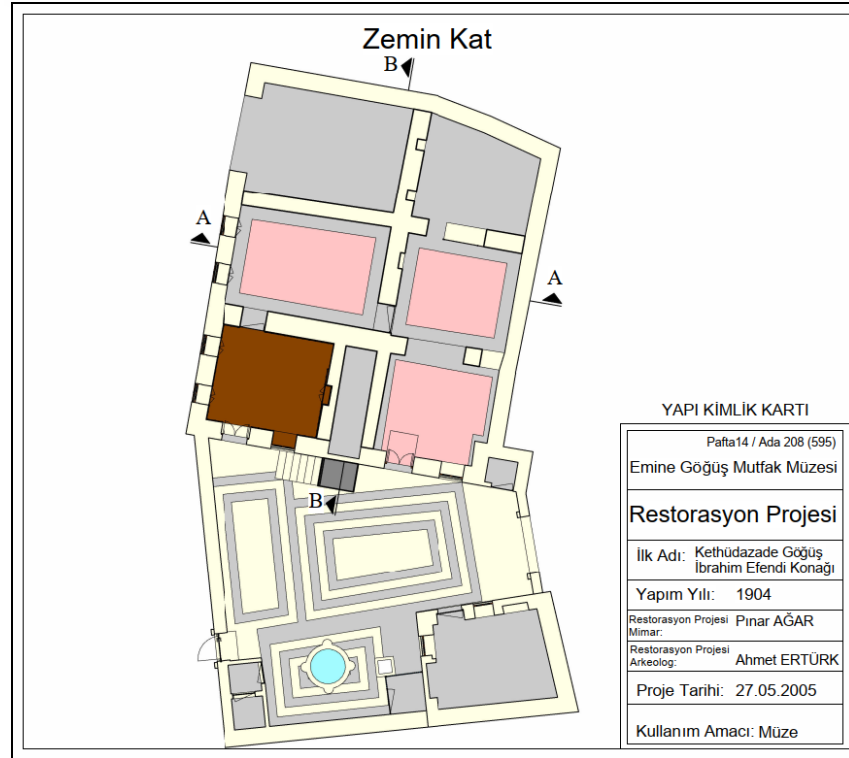 Zemin Kat
B
A
A
B
YAPI KİMLİK KARTI
Pafta14 / Ada 208 (595)
Emine Göğüş Mutfak Müzesi
Restorasyon Projesi
İlk Adı: Kethüdazade Göğüş
İbrahim Efendi Konağı
Yapım Yılı: 1904
Restorasyon Projesi
Mimar: Pınar AĞAR
Restorasyon Projesi
Arkeolog: Ahmet ERTÜRK
Proje Tarihi: 27.05.2005
Kullanım Amacı: Müze